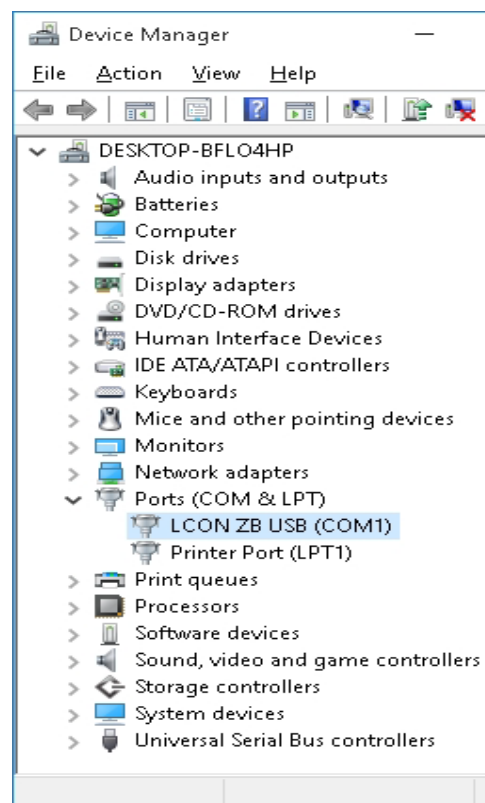 Device Manager
File Action View Help
DESKTOP-BFLO4HP
Audio inputs and outputs
Batteries
Computer
Disk drives
Display adapters
DVD/CD-ROM drives
Human Interface Devices
IDE ATA/ATAPI controllers
Keyboards
Mice and other pointing devices
Monitors
Network adapters
Ports (COM & LPT)
LCON ZB USB (COM1)
Printer Port (LPT1)
Print queues
Processors
Software devices
Sound, video and game controllers
Storage controllers
System devices
Universal Serial Bus controllers